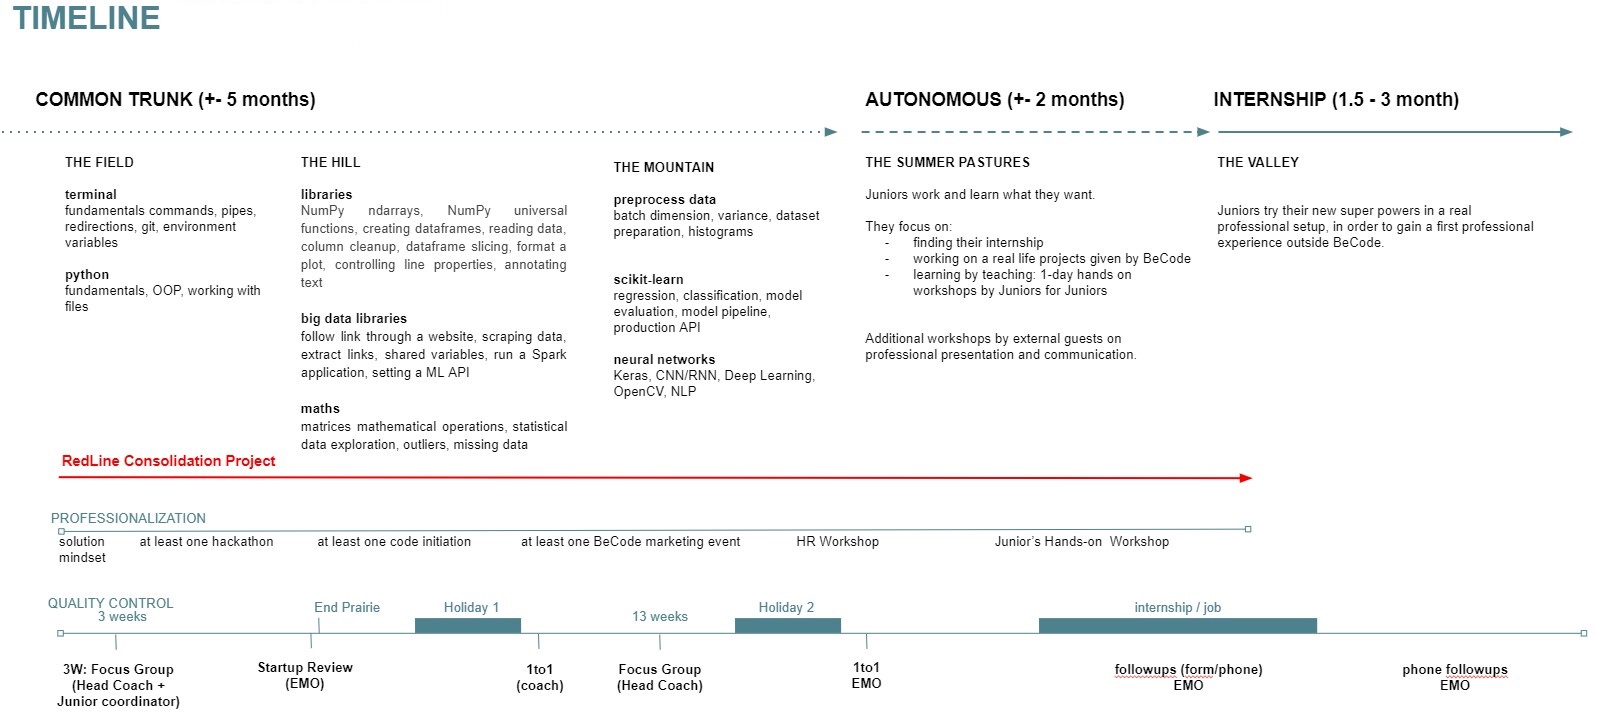 TIMELINE
COMMON TRUNK (+- 5 months)
AUTONOMOUS (+- 2 months)
INTERNSHIP (1.5 - 3 month)
THE FIELD
terminal
fundamentals commands, pipes,
redirections, git, environment
variables
python
fundamentals, OOP, working with
files
THE HILL
libraries
NumPy ndarrays, NumPy universal
functions, creating dataframes, reading data,
column cleanup, dataframe slicing, format a
plot, controlling line properties, annotating
text
big data libraries
follow link through a website, scraping data,
extract links, shared variables, run a Spark
application, setting a ML API
maths
matrices mathematical operations, statistical
data exploration, outliers, missing data
THE MOUNTAIN
preprocess data
batch dimension, variance, dataset
preparation, histograms
scikit-learn
regression, classification, model
evaluation, model pipeline,
production API
neural networks
Keras, CNN/RNN, Deep Learning,
OpenCV, NLP
THE SUMMER PASTURES
Juniors work and learn what they want.
They focus on:
- finding their internship
- working on a real life projects given by BeCode
- learning by teaching: 1-day hands on
workshops by Juniors for Juniors
Additional workshops by external guests on
professional presentation and communication.
THE VALLEY
Juniors try their new super powers in a real
professional setup, in order to gain a first professional
experience outside BeCode.
RedLine Consolidation Project
PROFESSIONALIZATION
solution
mindset
at least one hackathon
at least one code initiation
at least one BeCode marketing event
HR Workshop
Junior's Hands-on Workshop
QUALITY CONTROL
3 weeks
End Prairie
Holiday 1
13 weeks
Holiday 2
internship / job
3W: Focus Group
(Head Coach +
Junior coordinator)
Startup Review
(EMO)
1to1
(coach)
Focus Group
(Head Coach)
1to1
EMO
followups (form/phone)
EMO
phone followups
EMO